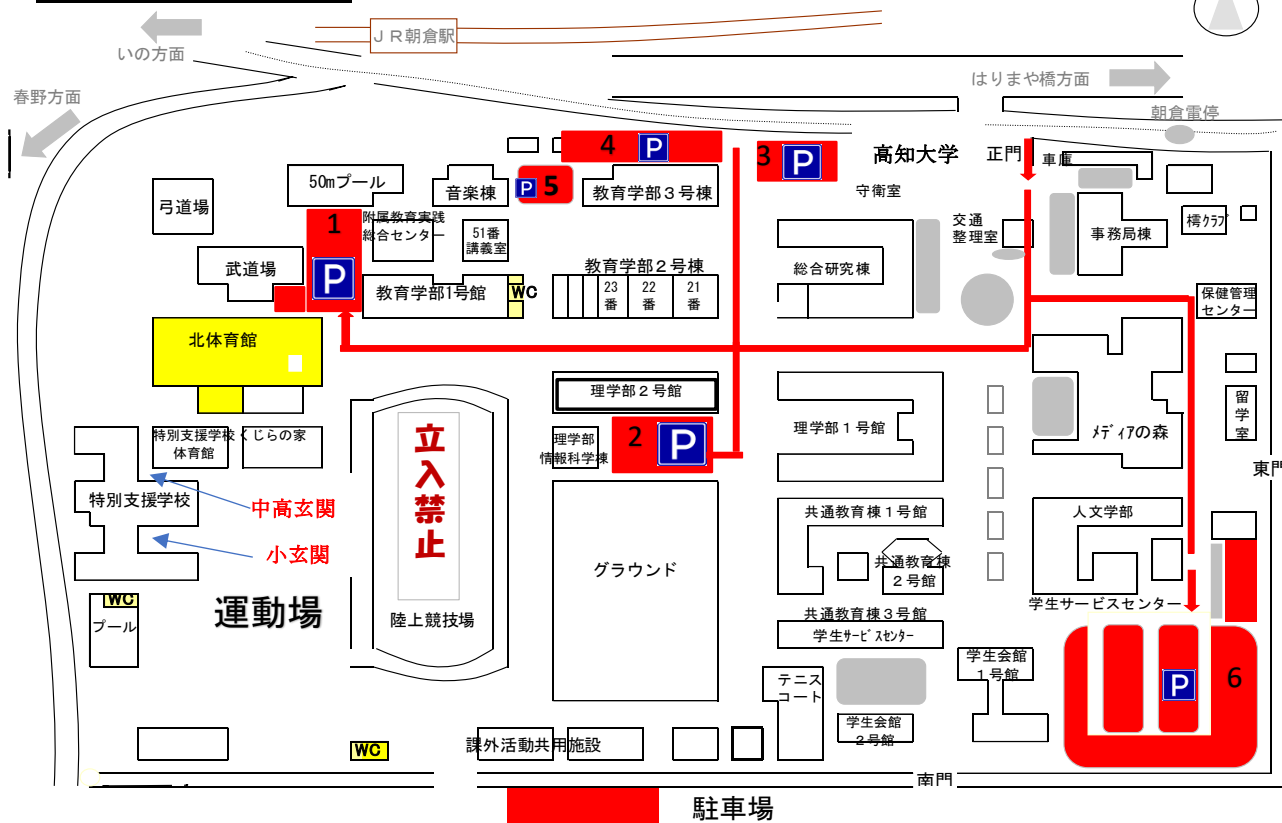 ＪＲ朝倉駅
いの方面
はりまや橋方面
春野方面
朝倉電停
4
P
3
P
高知大学
正門
車庫
50mプール
音楽棟
P
5
教育学部３号棟
守衛室
弓道場
1
附属教育実践
総合センター
51番
講義室
交通
整理室
事務局棟
樗クラブ
武道場
P
教育学部1号館
WC
教育学部２号棟
23
番
22
番
21
番
総合研究棟
保健管理
センター
北体育館
理学部２号館
2
P
理学部
情報科学棟
理学部１号館
メディアの森
留
学
室
東門
特別支援学校
体育館
くじらの家
立
入
禁
止
特別支援学校
中高玄関
小玄関
共通教育棟１号館
人文学部
グラウンド
共通教育棟
２号館
WC
プール
運動場
陸上競技場
共通教育棟３号館
学生サービスセンター
学生サービスセンター
学生会館
１号館
テニス
コート
P
6
学生会館
２号館
WC
課外活動共用施設
南門
駐車場